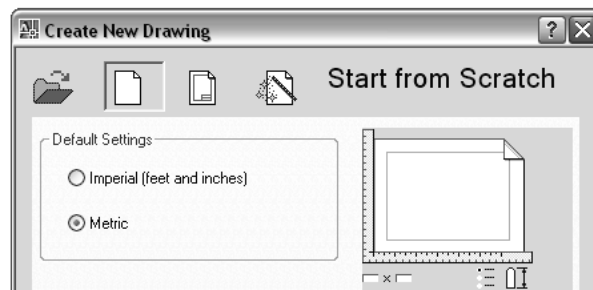 Create New Drawing
Start from Scratch
Default Settings
Imperial (feet and inches)
Metric